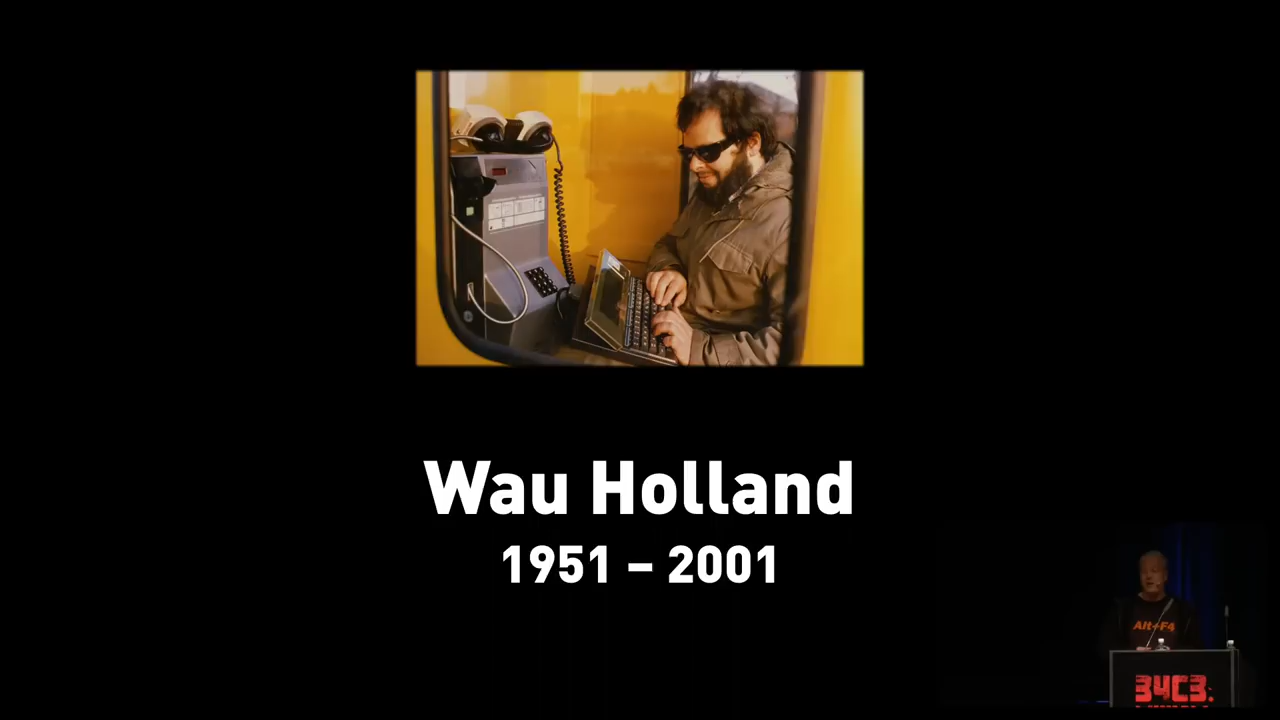 Wau Holland
1951 – 2001
Alt+F4
34C3.